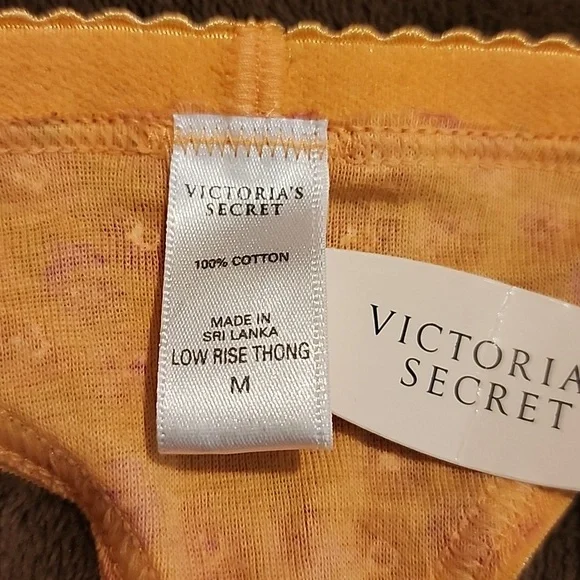 VICTORIA'S
SECRET
100% COTTON
MADE IN
SRI LANKA
LOW RISE THONG
M
VICTORIA
SECRET